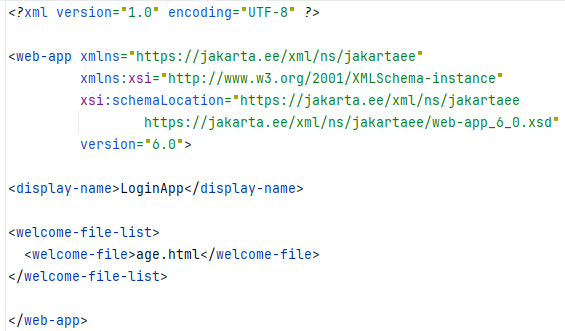 <?xml version="1.0" encoding="UTF-8" ?>
<web-app xmlns="https://jakarta.ee/xml/ns/jakartaee"
xmlns:xsi="http://www.w3.org/2001/XMLSchema-instance"
xsi:schemaLocation="https://jakarta.ee/xml/ns/jakartaee
https://jakarta.ee/xml/ns/jakartaee/web-app_6_0.xsd"
version="6.0">
<display-name>LoginApp</display-name>
<welcome-file-list>
<welcome-file>age.html</welcome-file>
</welcome-file-list>
</web-app>